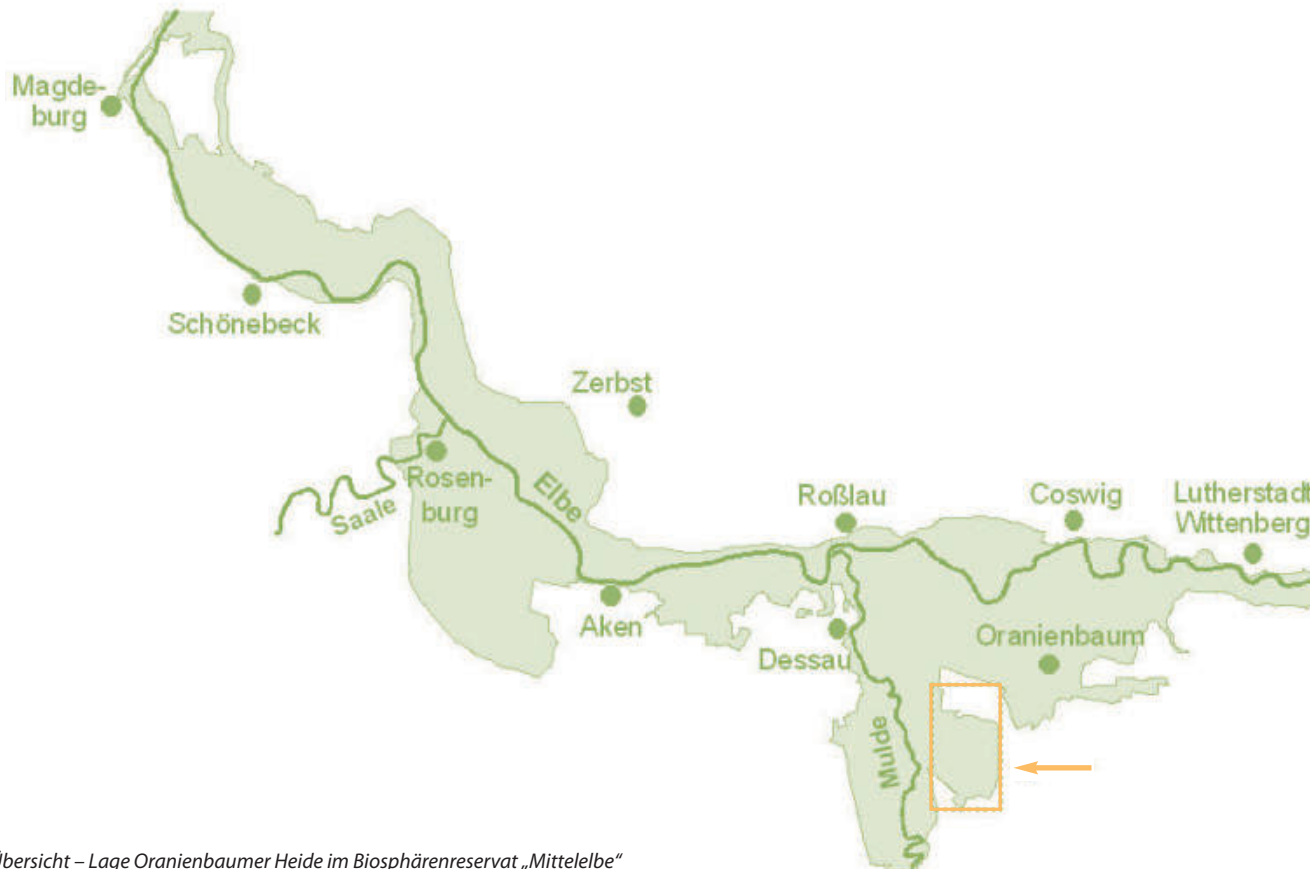 Magde-
burg
Schönebeck
Zerbst
Rosen-
burg
Saale
Elbe
Roßlau
Coswig
Lutherstadt
Wittenberg
Aken
Dessau
Oranienbaum
Mulde
Übersicht – Lage Oranienbaumer Heide im Biosphärenreservat „Mittelelbe“